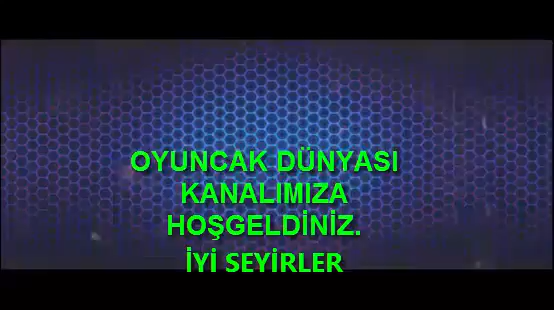 OYUNCAK DÜNYASI
KANALIMIZA
HOŞGELDİNİZ.
İYİ SEYİRLER